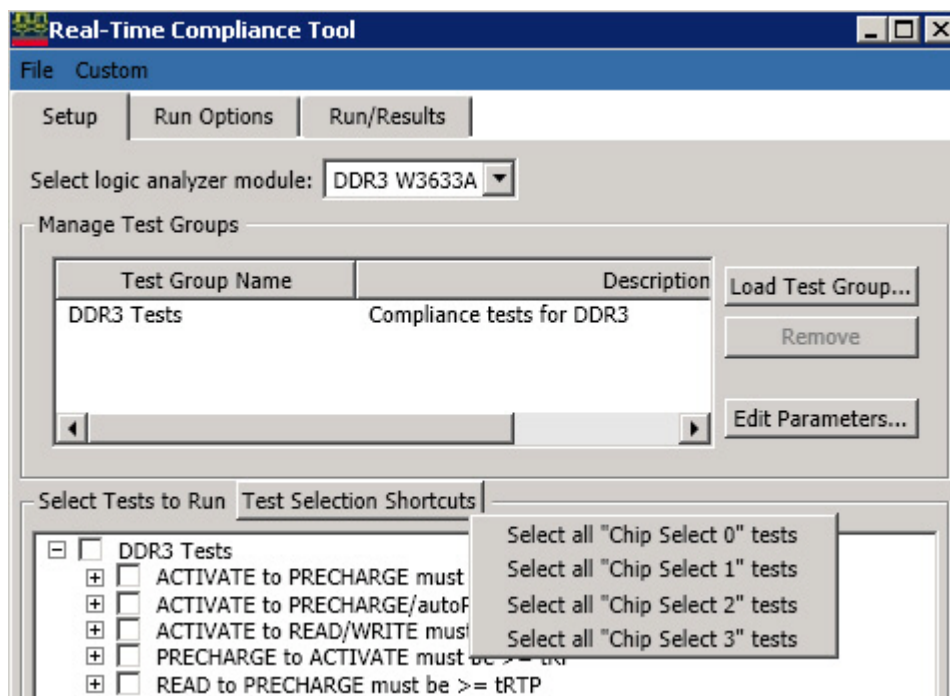 Real-Time Compliance Tool
File Custom
Setup Run Options Run/Results
Select logic analyzer module: DDR3 W3633A
Manage Test Groups
Test Group Name Description
DDR3 Tests Compliance tests for DDR3
Load Test Group...
Remove
Edit Parameters...
Select Tests to Run Test Selection Shortcuts
Select all "Chip Select 0" tests
Select all "Chip Select 1" tests
Select all "Chip Select 2" tests
Select all "Chip Select 3" tests
DDR3 Tests
ACTIVATE to PRECHARGE must
ACTIVATE to PRECHARGE/auto
ACTIVATE to READ/WRITE must
PRECHARGE to ACTIVATE must be >= tRP
READ to PRECHARGE must be >= tRTP